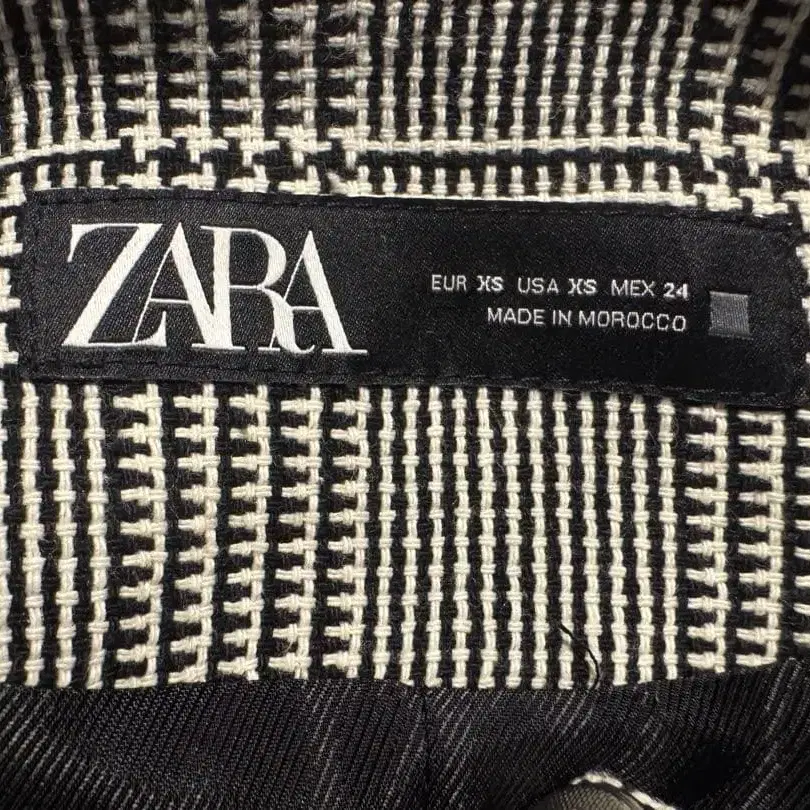 ZARA
EUR XS USA XS MEX 24
MADE IN MOROCCO